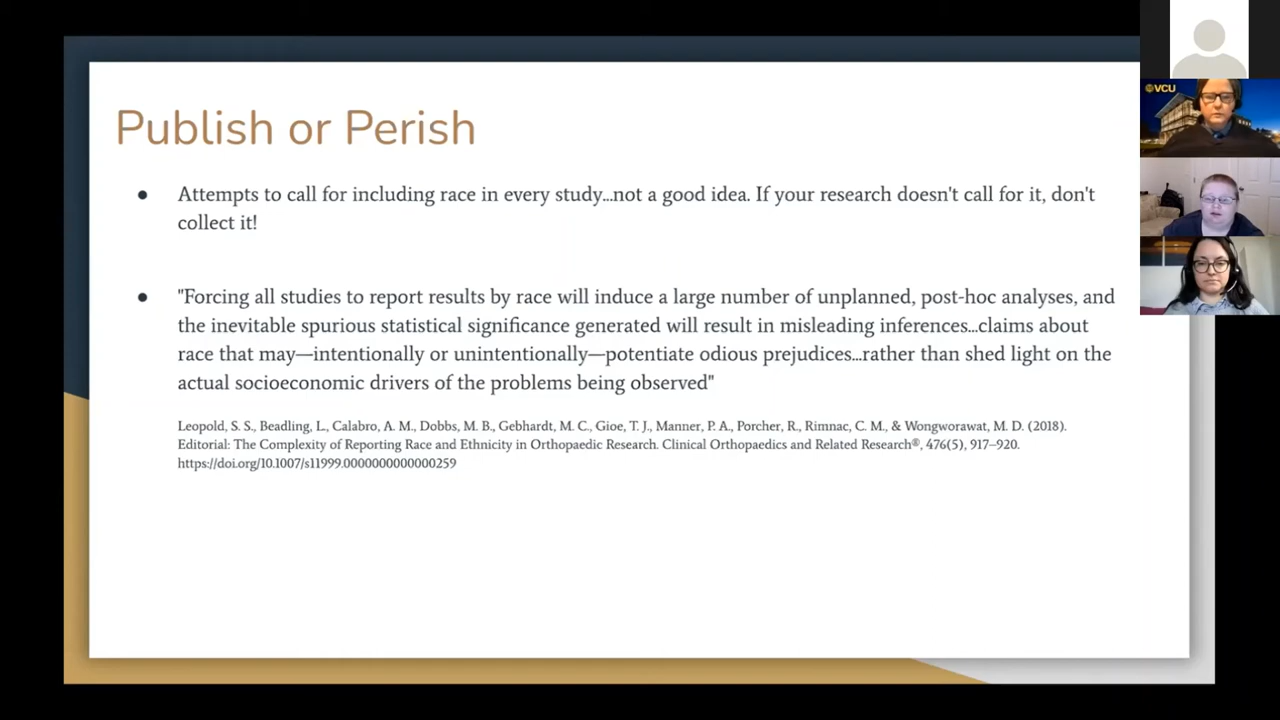 VCU
Publish or Perish
● Attempts to call for including race in every study...not a good idea. If your research doesn't call for it, don't
collect it!
● "Forcing all studies to report results by race will induce a large number of unplanned, post-hoc analyses, and
the inevitable spurious statistical significance generated will result in misleading inferences...claims about
race that may—intentionally or unintentionally—potentiate odious prejudices...rather than shed light on the
actual socioeconomic drivers of the problems being observed"
Leopold, S. S., Beadling, L., Calabro, A. M., Dobbs, M. B., Gebhardt, M. C., Gioe, T. J., Manner, P. A., Porcher, R., Rimnac, C. M., & Wongworawat, M. D. (2018).
Editorial: The Complexity of Reporting Race and Ethnicity in Orthopaedic Research. Clinical Orthopaedics and Related Research®, 476(5), 917–920.
https://doi.org/10.1007/s11999.0000000000000259